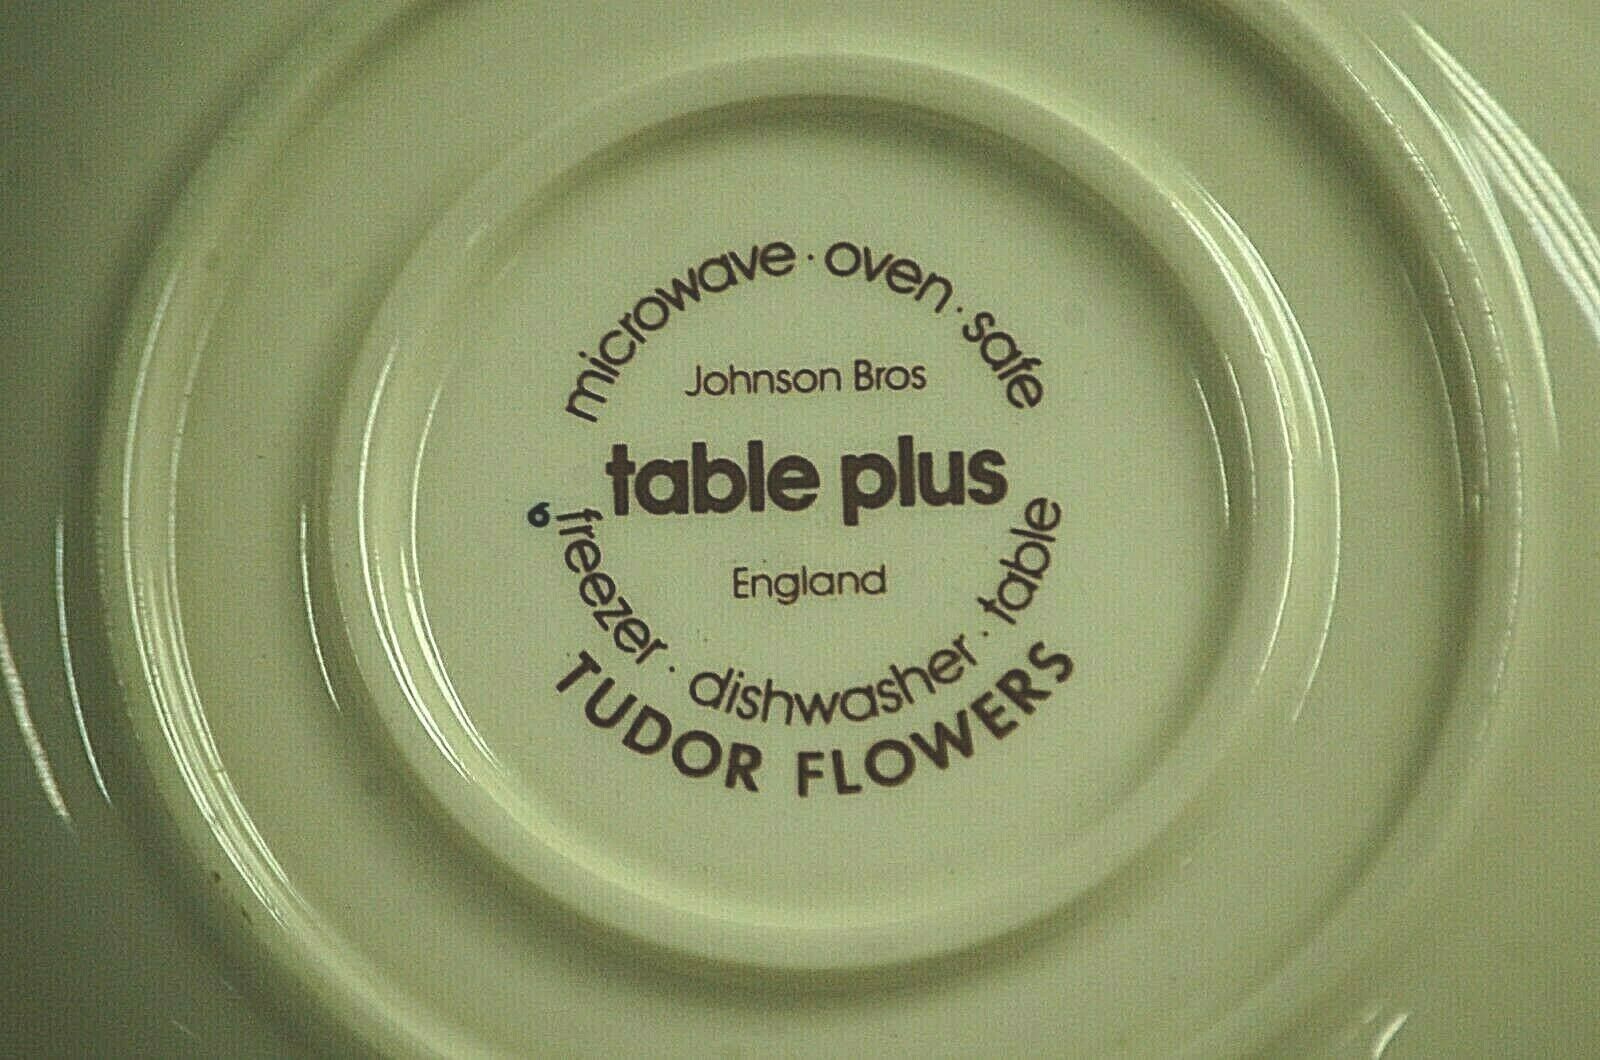 microwave · oven · safe
Johnson Bros
table plus
England
6
freezer · dishwasher · table
TUDOR FLOWERS